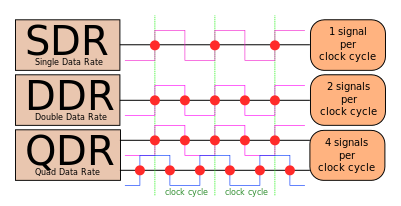 SDR
Single Data Rate
1 signal
per
clock cycle
DDR
Double Data Rate
2 signals
per
clock cycle
QDR
Quad Data Rate
4 signals
per
clock cycle
clock cycle
clock cycle